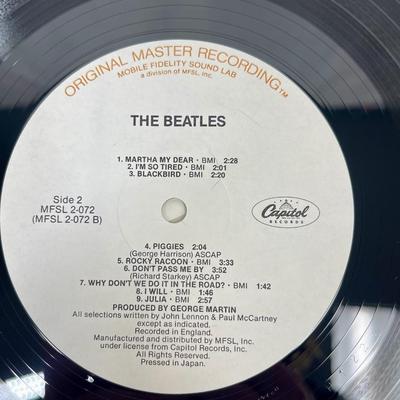 ORIGINAL MASTER RECORDING™
MOBILE FIDELITY SOUND LAB
a division of MFSL, Inc.
THE BEATLES
1. MARTHA MY DEAR • BMI 2:28
2. I'M SO TIRED • BMI 2:01
3. BLACKBIRD • BMI 2:20
Side 2
MFSL 2-072
(MFSL 2-072 B)
Capitol
RECORDS
4. PIGGIES 2:04
(George Harrison) ASCAP
5. ROCKY RACOON • BMI 3:33
6. DON'T PASS ME BY • 3:52
(Richard Starkey) ASCAP
7. WHY DON'T WE DO IT IN THE ROAD? • BMI 1:42
8. I WILL • BMI 1:46
9. JULIA • BMI 2:57
PRODUCED BY GEORGE MARTIN
All selections written by John Lennon & Paul McCartney
except as indicated.
Recorded in England.
Manufactured and distributed by MFSL, Inc.
under license from Capitol Records, Inc.
All Rights Reserved.
Pressed in Japan.